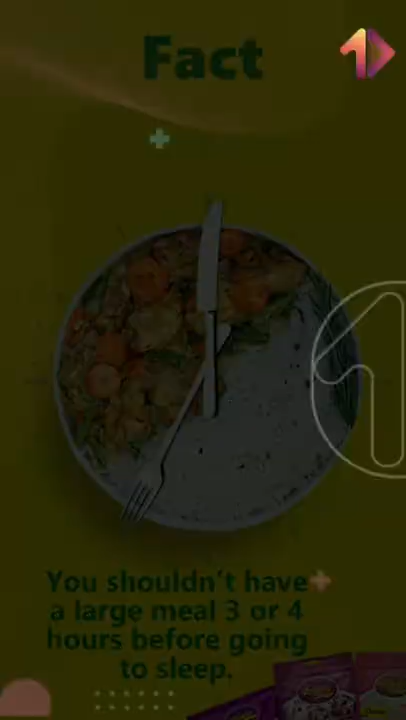 Fact
You shouldn't have
a large meal 3 or 4
hours before going
to sleep.